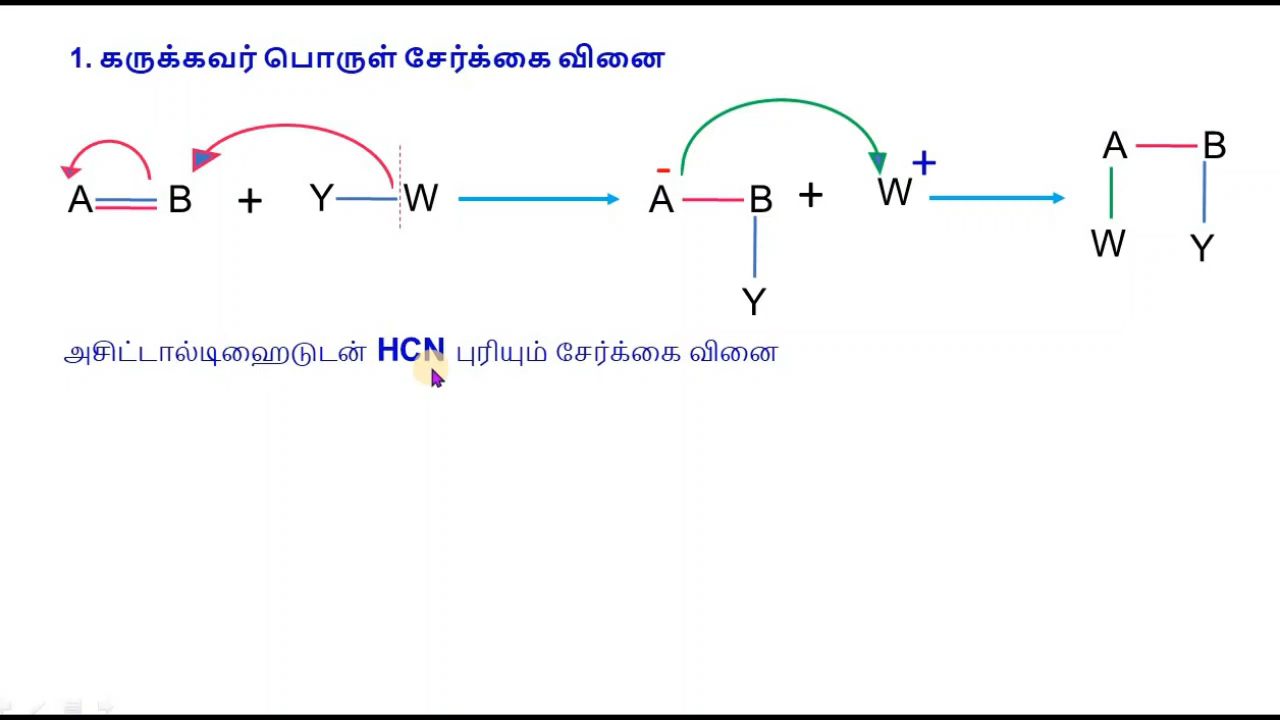 1. கருக்கவர் பொருள் சேர்க்கை வினை
A B + Y W A - B + W + A B
Y W Y
அசிட்டால்டிஹைடுடன் HCN புரியும் சேர்க்கை வினை